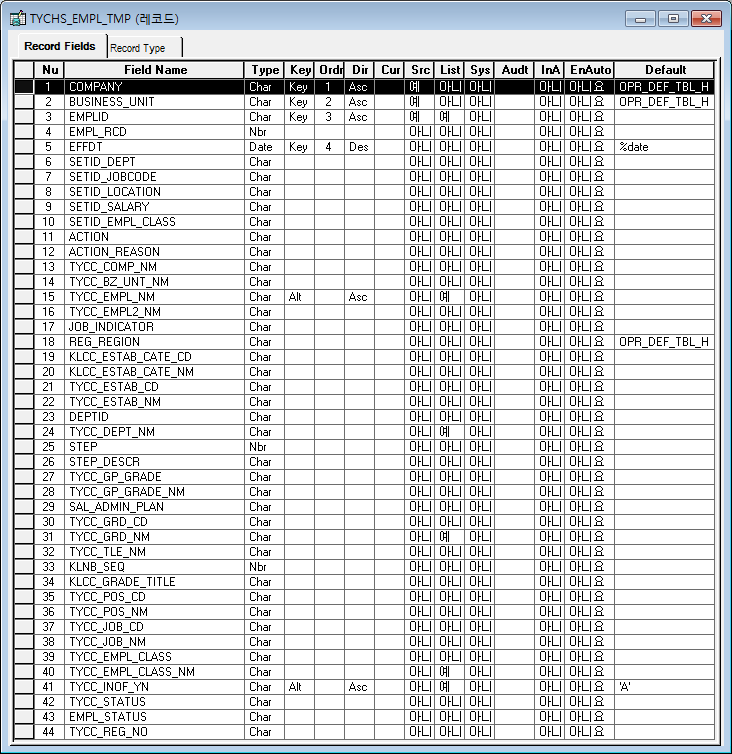 TYCHS_EMPL_TMP (레코드)
Record Fields Record Type
Nu Field Name Type Key Ordr Dir Cur Src List Sys Audt InA EnAuto Default
1 COMPANY Char Key 1 Asc 예 아니 아니 아니 아니요 OPR_DEF_TBL_H
2 BUSINESS_UNIT Char Key 2 Asc 예 아니 아니 아니 아니요 OPR_DEF_TBL_H
3 EMPLID Char Key 3 Asc 예 예 아니 아니 아니요
4 EMPL_RCD Nbr 아니 아니 아니 아니 아니요
5 EFFDT Date Key 4 Des 아니 아니 아니 아니 아니요 %date
6 SETID_DEPT Char 아니 아니 아니 아니 아니요
7 SETID_JOBCODE Char 아니 아니 아니 아니 아니요
8 SETID_LOCATION Char 아니 아니 아니 아니 아니요
9 SETID_SALARY Char 아니 아니 아니 아니 아니요
10 SETID_EMPL_CLASS Char 아니 아니 아니 아니 아니요
11 ACTION Char 아니 아니 아니 아니 아니요
12 ACTION_REASON Char 아니 아니 아니 아니 아니요
13 TYCC_COMP_NM Char 아니 아니 아니 아니 아니요
14 TYCC_BZ_UNT_NM Char 아니 아니 아니 아니 아니요
15 TYCC_EMPL_NM Char Alt Asc 아니 예 아니 아니 아니요
16 TYCC_EMPL2_NM Char 아니 아니 아니 아니 아니요
17 JOB_INDICATOR Char 아니 아니 아니 아니 아니요
18 REG_REGION Char 아니 아니 아니 아니 아니요 OPR_DEF_TBL_H
19 KLCC_ESTAB_CATE_CD Char 아니 아니 아니 아니 아니요
20 KLCC_ESTAB_CATE_NM Char 아니 아니 아니 아니 아니요
21 TYCC_ESTAB_CD Char 아니 아니 아니 아니 아니요
22 TYCC_ESTAB_NM Char 아니 아니 아니 아니 아니요
23 DEPTID Char 아니 아니 아니 아니 아니요
24 TYCC_DEPT_NM Char 아니 예 아니 아니 아니요
25 STEP Nbr 아니 아니 아니 아니 아니요
26 STEP_DESCR Char 아니 아니 아니 아니 아니요
27 TYCC_GP_GRADE Char 아니 아니 아니 아니 아니요
28 TYCC_GP_GRADE_NM Char 아니 아니 아니 아니 아니요
29 SAL_ADMIN_PLAN Char 아니 아니 아니 아니 아니요
30 TYCC_GRD_CD Char 아니 아니 아니 아니 아니요
31 TYCC_GRD_NM Char 아니 예 아니 아니 아니요
32 TYCC_TLE_NM Char 아니 아니 아니 아니 아니요
33 KLNB_SEQ Nbr 아니 아니 아니 아니 아니요
34 KLCC_GRADE_TITLE Char 아니 아니 아니 아니 아니요
35 TYCC_POS_CD Char 아니 아니 아니 아니 아니요
36 TYCC_POS_NM Char 아니 아니 아니 아니 아니요
37 TYCC_JOB_CD Char 아니 아니 아니 아니 아니요
38 TYCC_JOB_NM Char 아니 아니 아니 아니 아니요
39 TYCC_EMPL_CLASS Char 아니 아니 아니 아니 아니요
40 TYCC_EMPL_CLASS_NM Char 아니 예 아니 아니 아니요
41 TYCC_INOF_YN Char Alt Asc 아니 예 아니 아니 아니요 'A'
42 TYCC_STATUS Char 아니 아니 아니 아니 아니요
43 EMPL_STATUS Char 아니 아니 아니 아니 아니요
44 TYCC_REG_NO Char 아니 아니 아니 아니 아니요